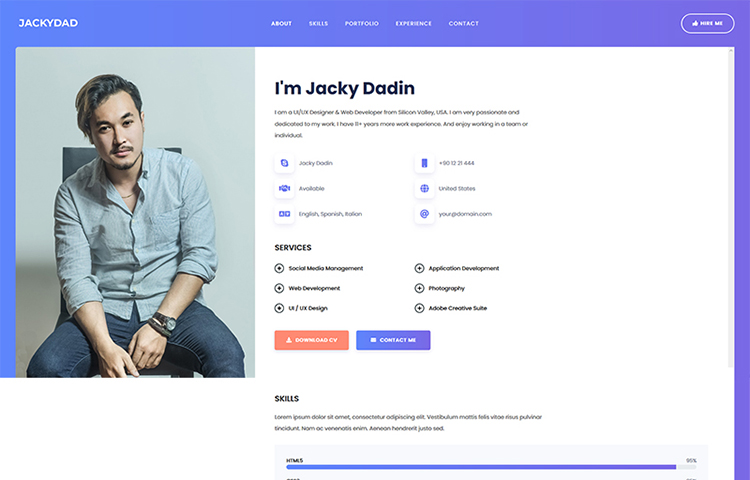 JACKYDAD
ABOUT SKILLS PORTFOLIO EXPERIENCE CONTACT
HIRE ME
I'm Jacky Dadin
I am a UI/UX Designer & Web Developer from Silicon Valley, USA. I am very passionate and
dedicated to my work. I have 11+ years more work experience. And enjoy working in a team or
individual.
Jacky Dadin
+90 12 21 444
Available
United States
English, Spanish, Italian
your@domain.com
SERVICES
Social Media Management
Application Development
Web Development
Photography
UI / UX Design
Adobe Creative Suite
DOWNLOAD CV
CONTACT ME
SKILLS
Lorem ipsum dolor sit amet, consectetur adipiscing elit. Vestibulum mattis felis vitae risus pulvinar
tincidunt. Nam ac venenatis enim. Aenean hendrerit justo sed.
HTML5 95%